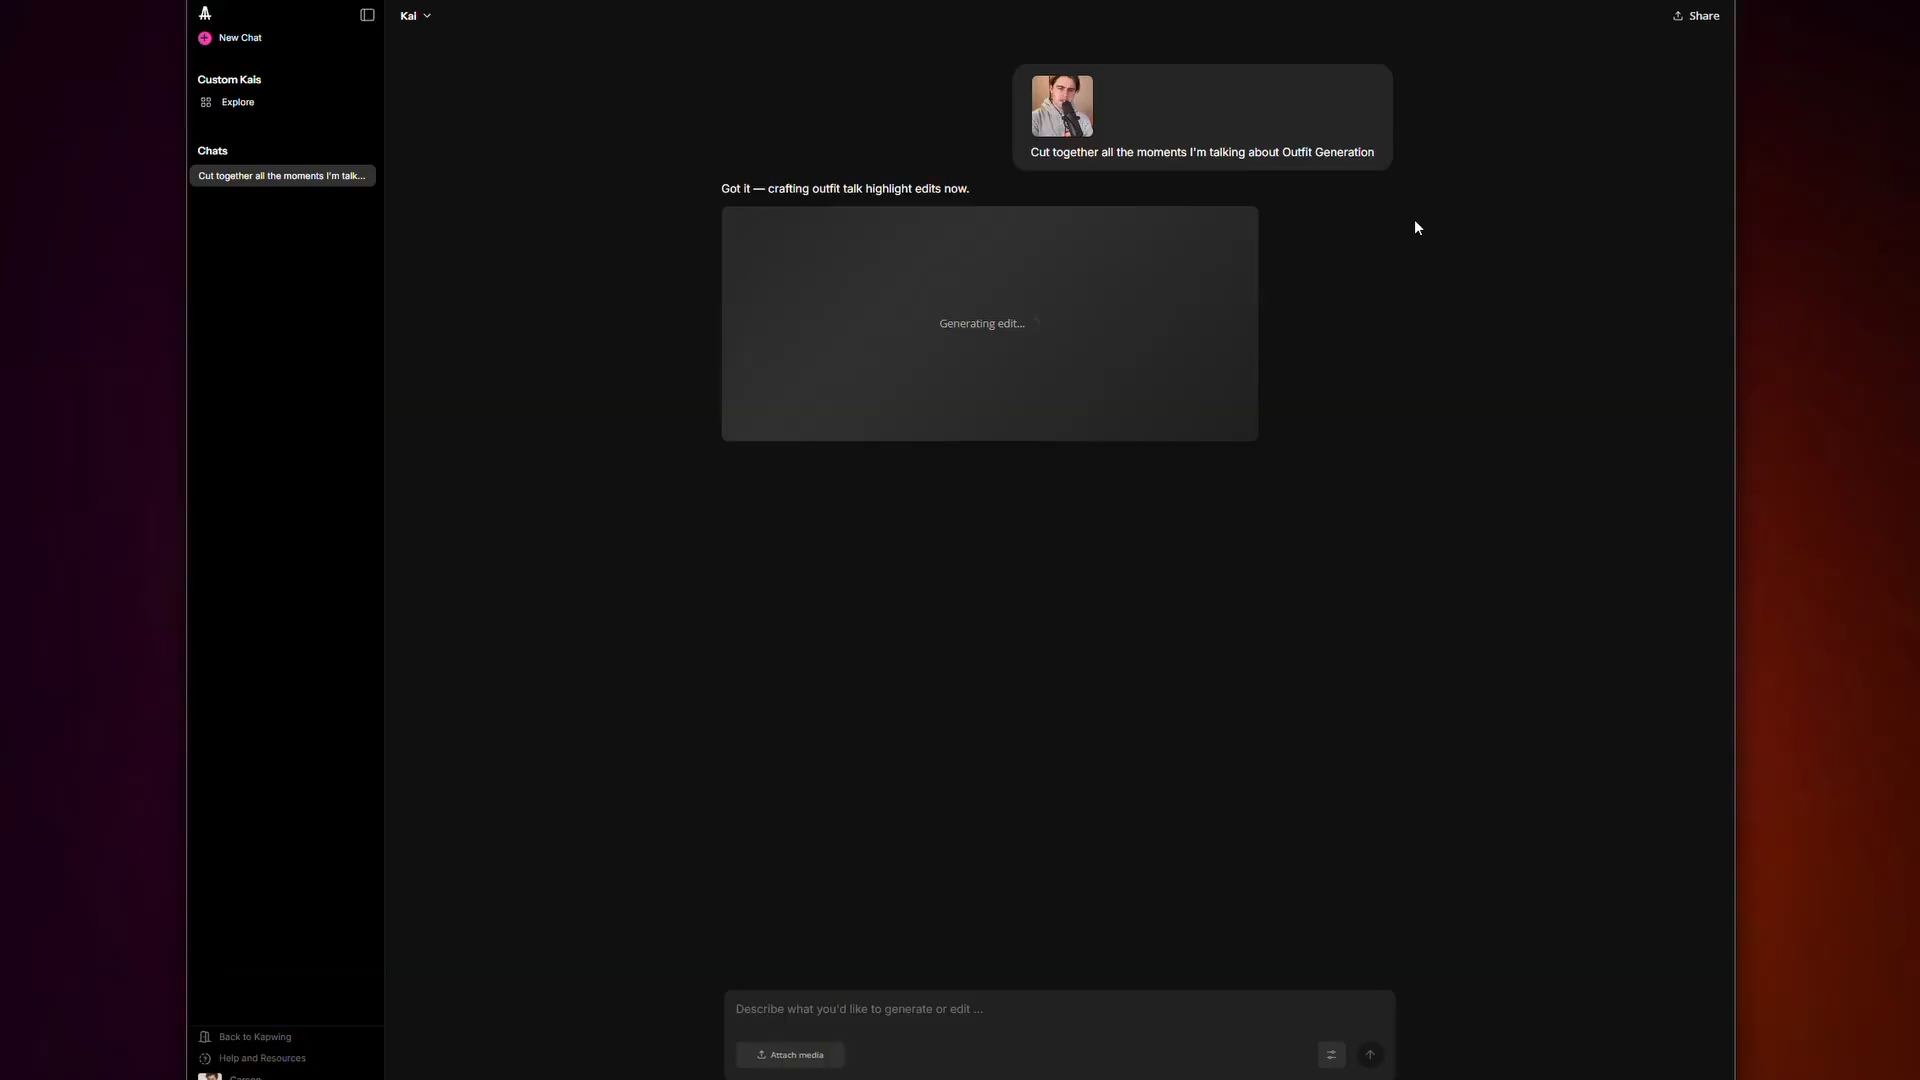 Kai
Share
New Chat
Custom Kais
Explore
Chats
Cut together all the moments I'm talk...
Cut together all the moments I'm talking about Outfit Generation
Got it — crafting outfit talk highlight edits now.
Generating edit...
Describe what you'd like to generate or edit ...
Attach media
Back to Kapwing
Help and Resources